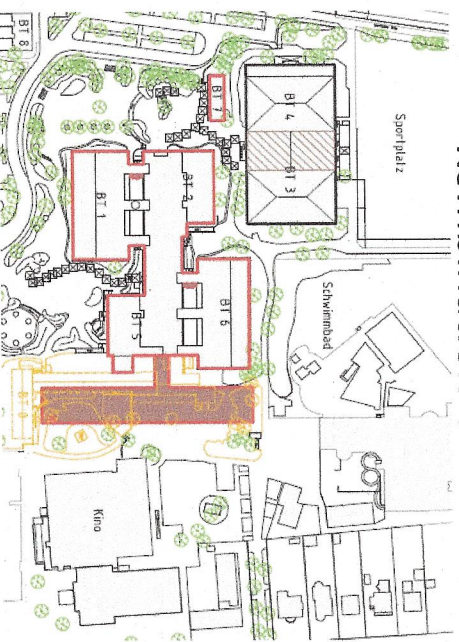 Sportplatz
Schwimmbad
BT 8
BT 7
BT 4
BT 3
BT 1
BT 2
BT 6
BT 5
Kino